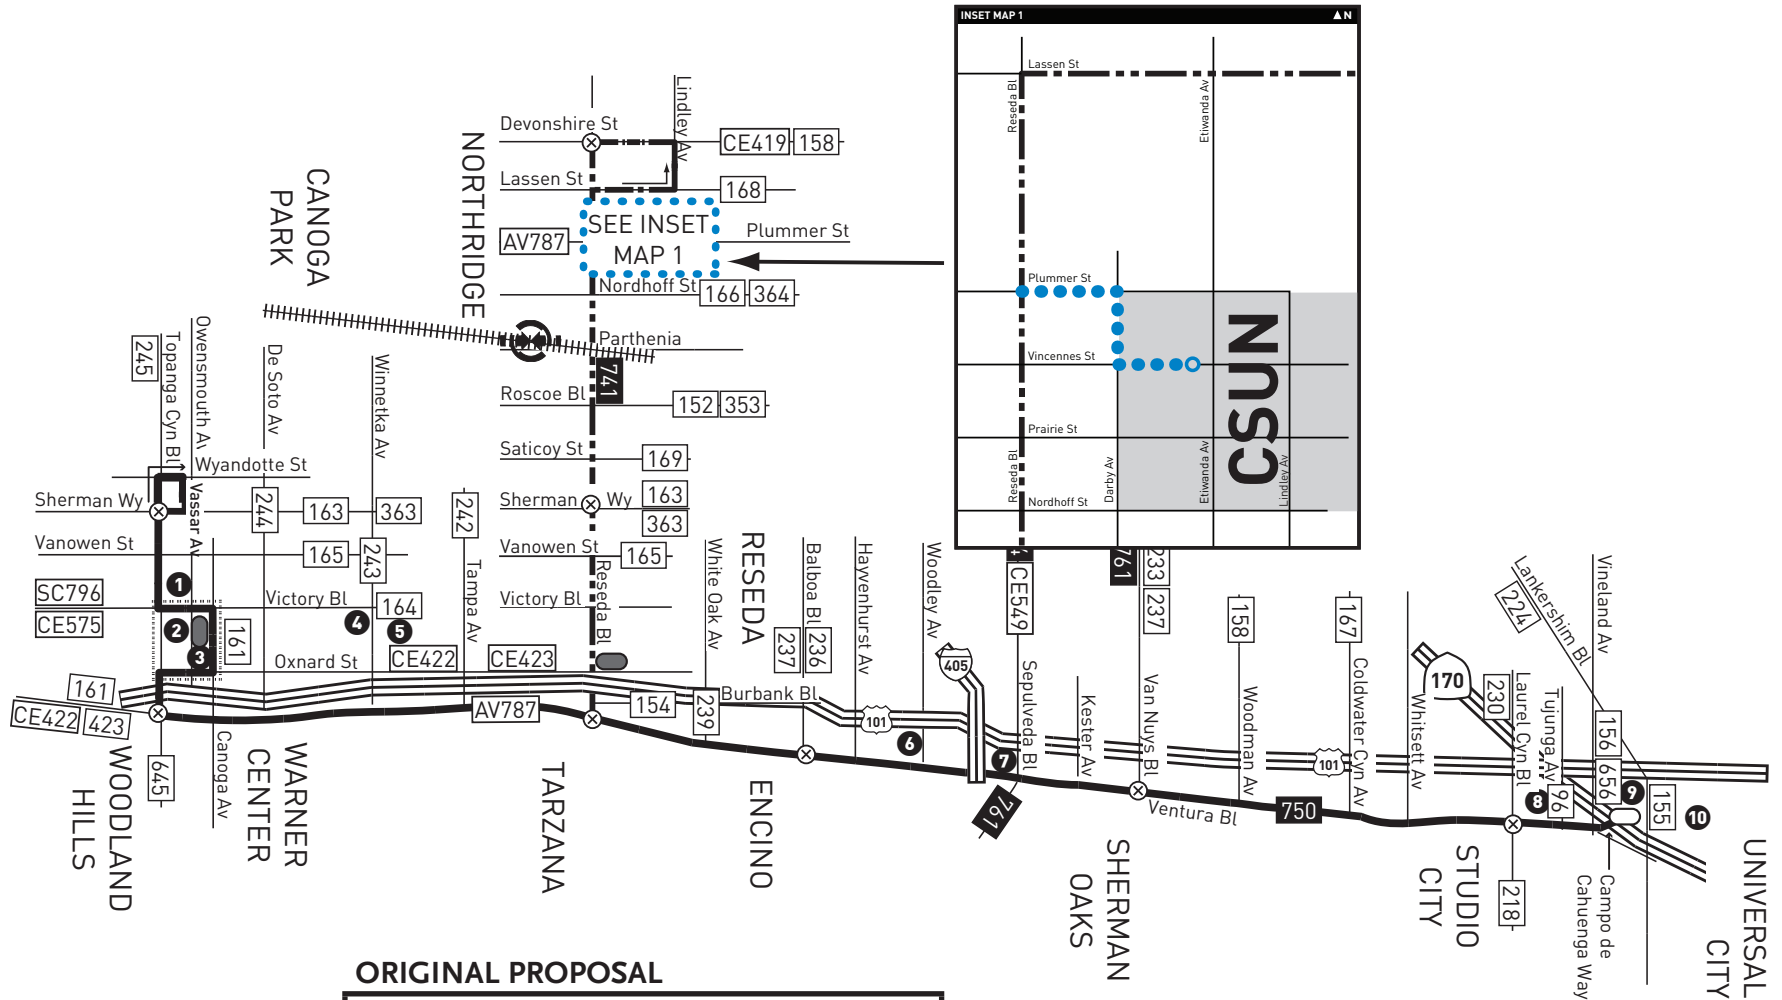 INSET MAP 1
N
Lassen St
Reseda Bl
Etiwanda Av
Plummer St
Vincennes St
CSUN
Prairie St
Reseda Bl
Darby Av
Etiwanda Av
Lindley Av
Nordhoff St
Lindley Av
Devonshire St
CE419
158
Lassen St
168
SEE INSET
MAP 1
AV787
Plummer St
Nordhoff St
166
364
Parthenia
741
Roscoe Bl
152
353
Saticoy St
169
Sherman Wy
163
363
Vanowen St
165
Victory Bl
Reseda Bl
NORTHRIDGE
CANOGA
PARK
245
Topanga Cyn Bl
Owensmouth Av
De Soto Av
Winnetka Av
Wyandotte St
Vassar Av
Sherman Wy
244
163
363
242
Vanowen St
165
243
Tampa Av
1
SC796
Victory Bl
164
CE575
2
161
4
5
3
Oxnard St
CE422
CE423
161
CE422
423
AV787
154
239
Burbank Bl
White Oak Av
RESEDA
Balboa Bl
237
236
Hayvenhurst Av
Woodley Av
405
101
6
7
CE549
Sepulveda Bl
761
761
233
237
Kester Av
Van Nuys Bl
158
Woodman Av
167
Coldwater Cyn Av
101
Whitsett Av
170
230
Laurel Cyn Bl
Tujunga Av
Lankershim Bl
224
Vineland Av
156
656
96
8
9
155
10
Ventura Bl
750
218
Campo de
Cahuenga Way
645
Canoga Av
WOODLAND
HILLS
WARNER
CENTER
TARZANA
ENCINO
SHERMAN
OAKS
STUDIO
CITY
UNIVERSAL
CITY
ORIGINAL PROPOSAL